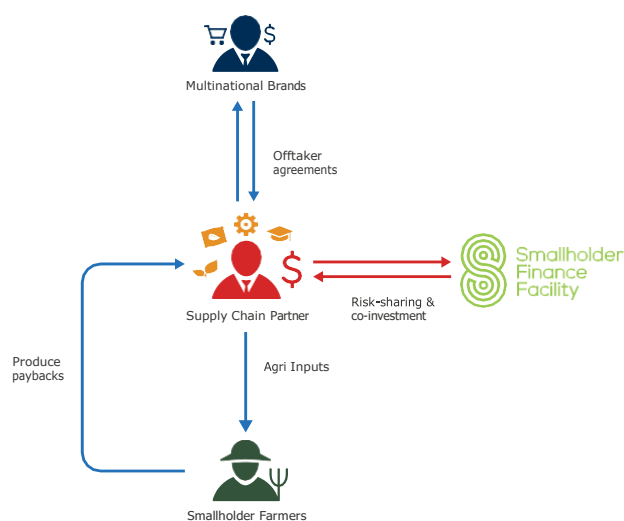 $
Multinational Brands
Offtaker
agreements
$
Smallholder
Finance
Facility
Supply Chain Partner
Risk-sharing &
co-investment
Produce
paybacks
Agri Inputs
Smallholder Farmers